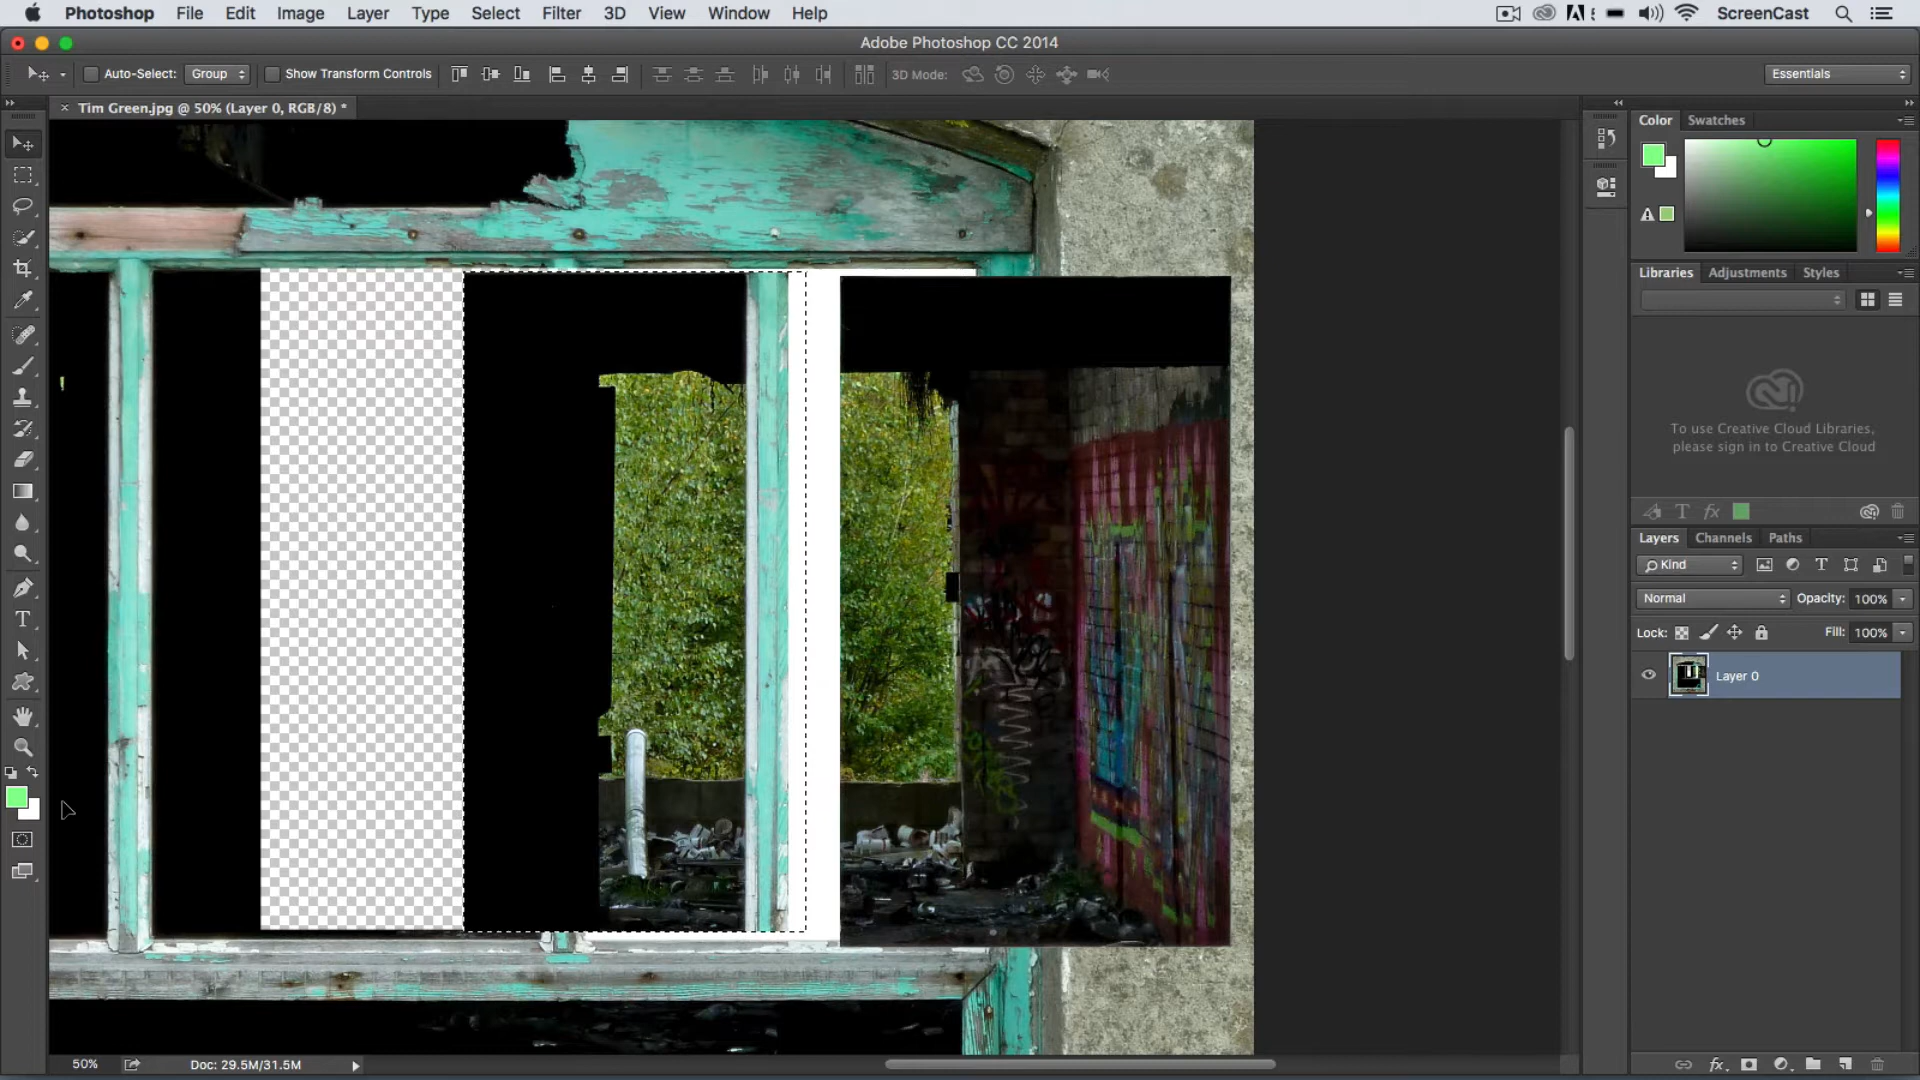 Photoshop File Edit Image Layer Type Select Filter 3D View Window Help ScreenCast
Adobe Photoshop CC 2014
Auto-Select: Group Show Transform Controls 3D Mode: Essentials
× Tim Green.jpg @ 50% (Layer 0, RGB/8) *
Color Swatches
Libraries Adjustments Styles
To use Creative Cloud Libraries,
please sign in to Creative Cloud
Layers Channels Paths
Kind
Normal Opacity: 100%
Lock: Fill: 100%
Layer 0
50% Doc: 29.5M/31.5M